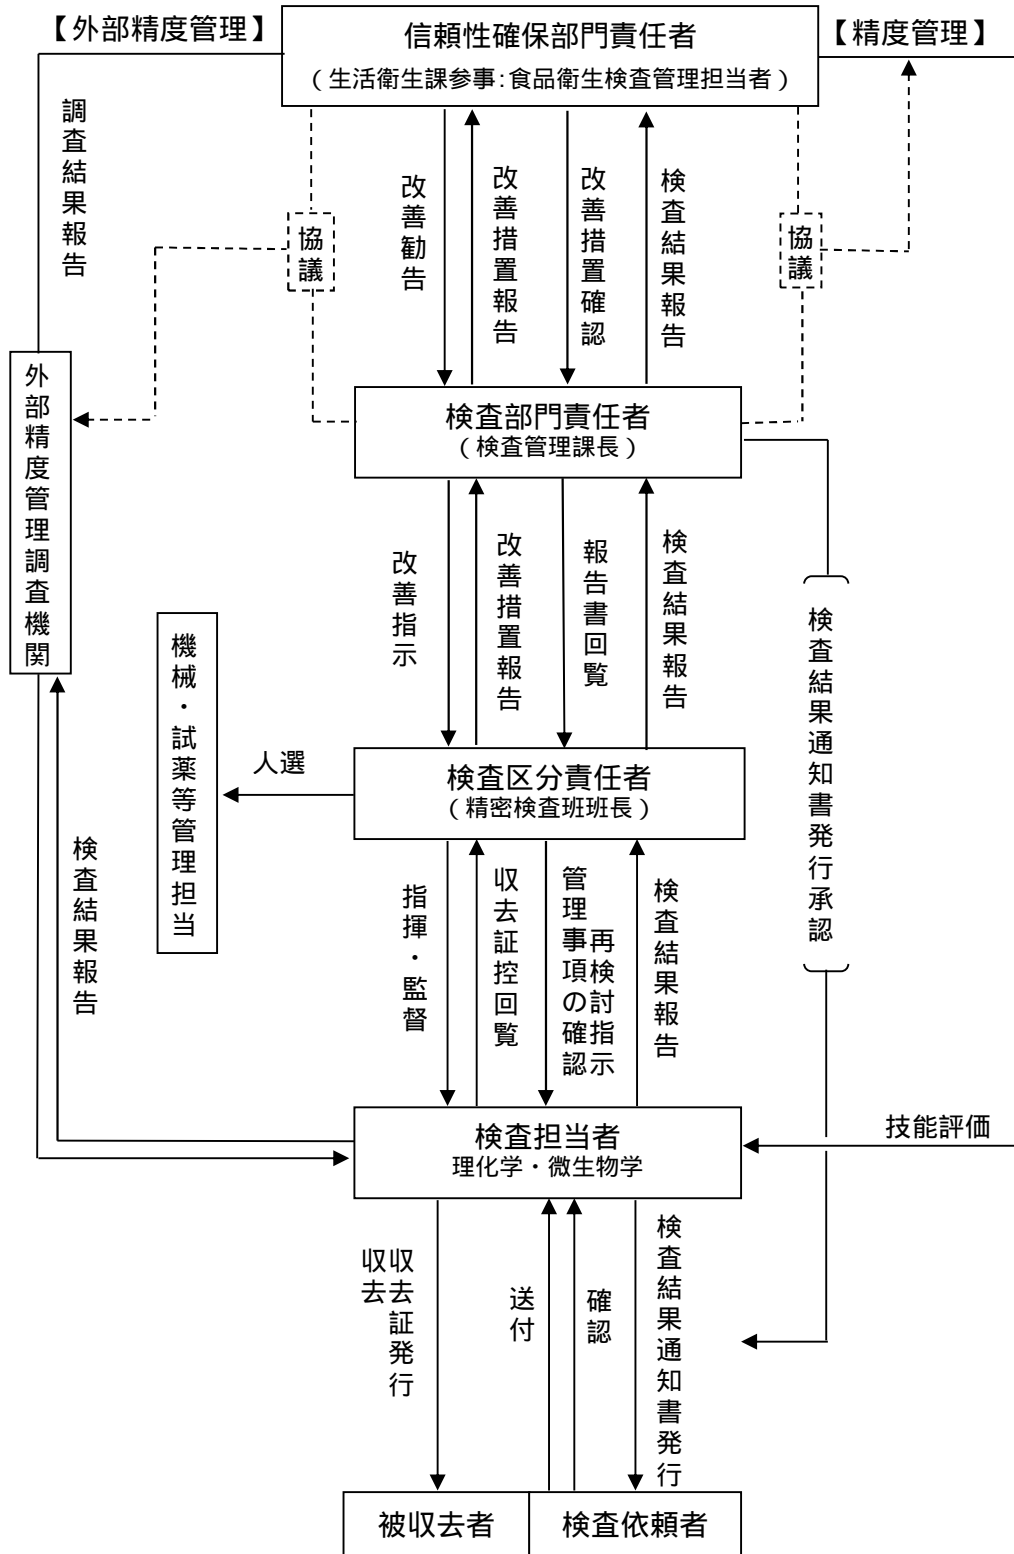 【外部精度管理】
信頼性確保部門責任者
(生活衛生課参事:食品衛生検査管理担当者)
【精度管理】
調査結果報告
改善勧告
改善措置報告
改善措置確認
検査結果報告
協議
協議
外部精度管理調査機関
検査部門責任者
(検査管理課長)
改善指示
改善措置報告
報告書回覧
検査結果報告
検査結果通知書発行承認
機械・試薬等管理担当
人選
検査区分責任者
(精密検査班班長)
検査結果報告
指揮・監督
収去証控回覧
管理事項の確認
再検討指示
検査結果報告
検査担当者
理化学・微生物学
技能評価
収去
収去証発行
送付
確認
検査結果通知書発行
被収去者
検査依頼者